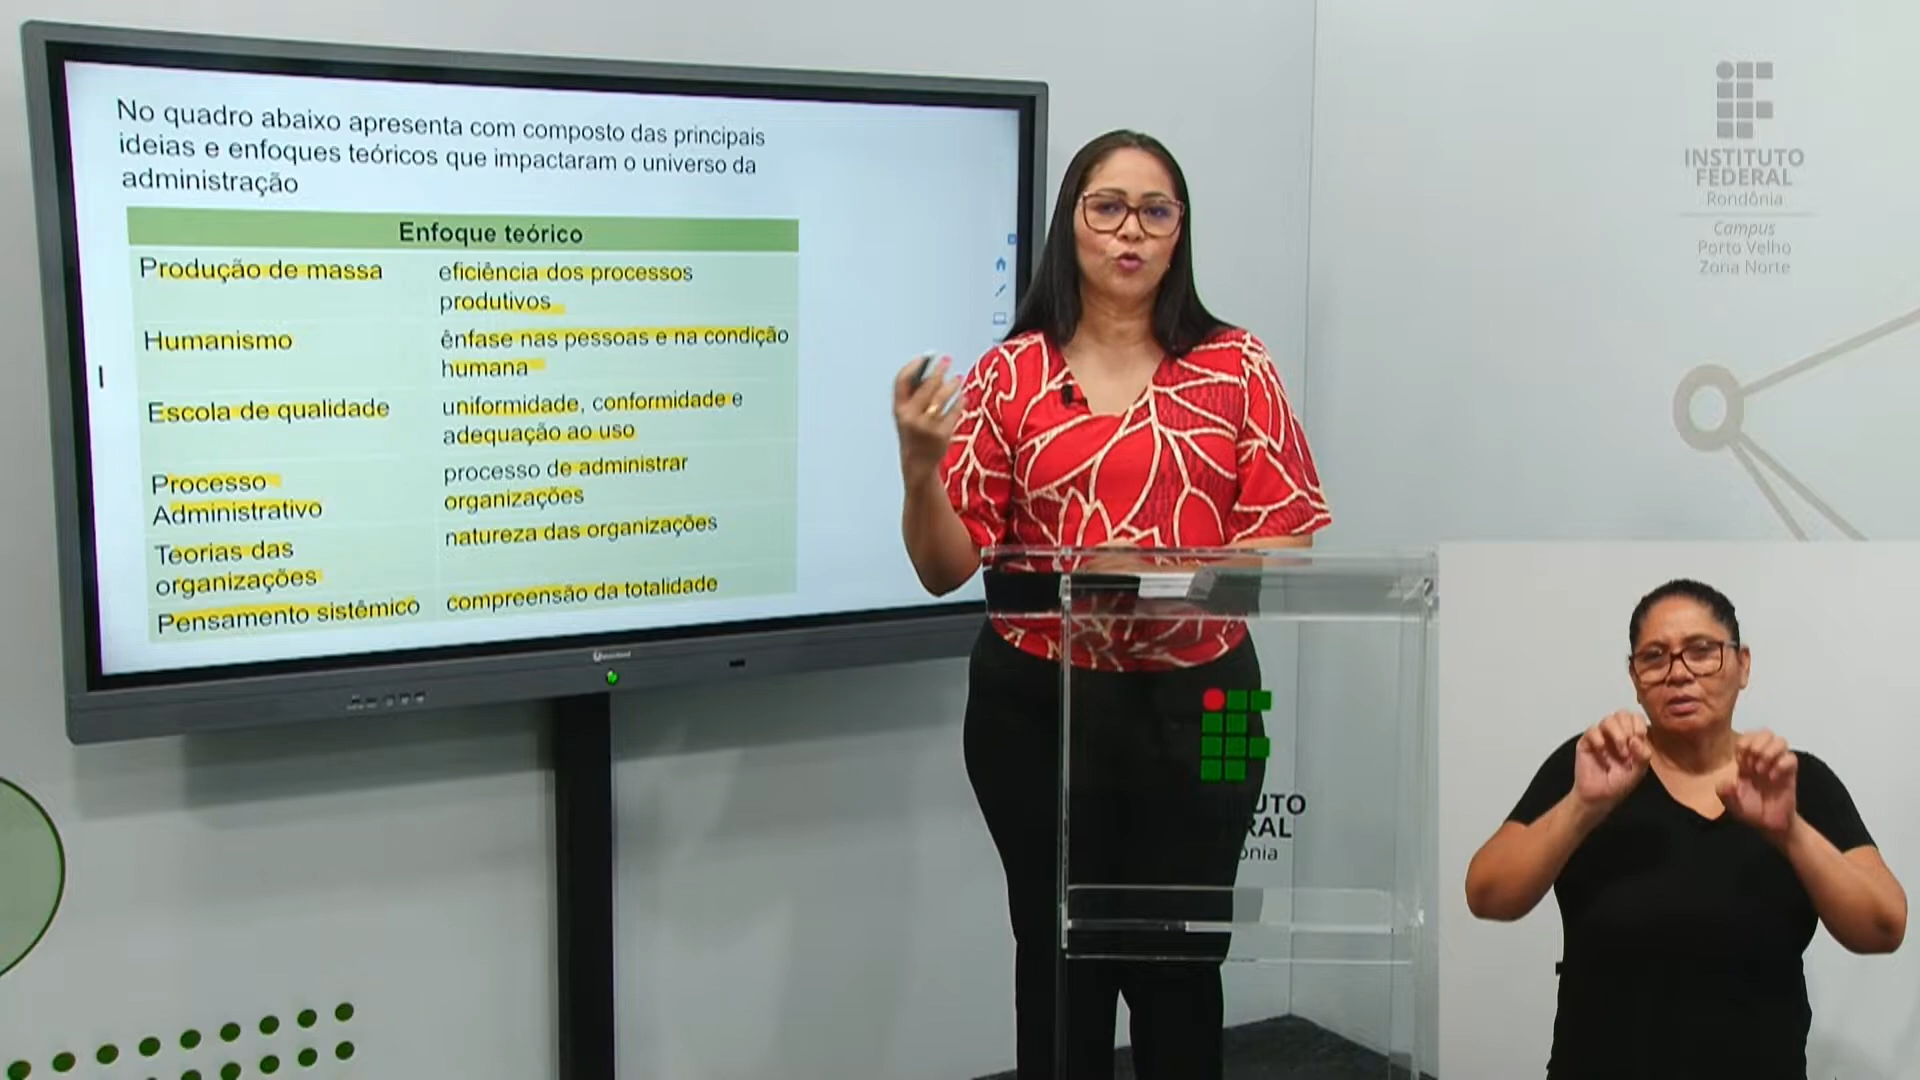 No quadro abaixo apresenta com composto das principais
ideias e enfoques teóricos que impactaram o universo da
administração
Enfoque teórico
Produção de massa
eficiência dos processos
produtivos
Humanismo
ênfase nas pessoas e na condição
humana
Escola de qualidade
uniformidade, conformidade e
adequação ao uso
Processo
Administrativo
processo de administrar
organizações
Teorias das
organizações
natureza das organizações
Pensamento sistêmico
compreensão da totalidade
INSTITUTO
FEDERAL
Rondônia
Campus
Porto Velho
Zona Norte
UTO
RAL
ônia